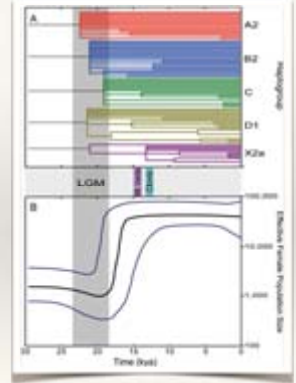 A
A2
B2
C
D1
X2a
Haplogroup
LGM
B
100,000
10,000
1,000
100
Effective Female Population Size
30
25
20
15
10
5
0
Time (kya)